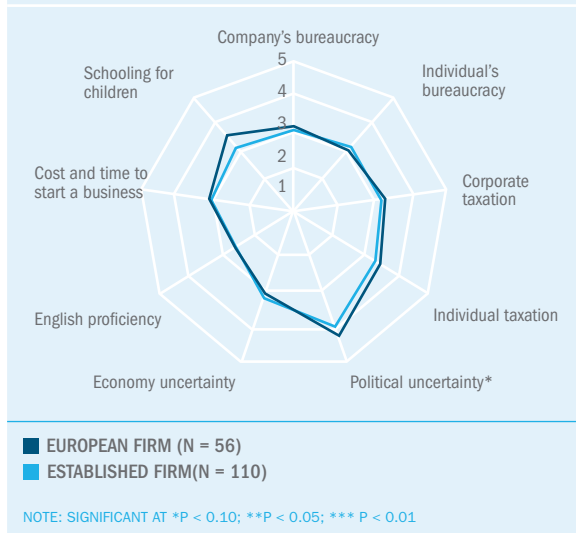 Company's bureaucracy
5
Schooling for
children
4
Individual's
bureaucracy
3
2
Cost and time to
start a business
1
Corporate
taxation
English proficiency
Individual taxation
Economy uncertainty
Political uncertainty*
EUROPEAN FIRM (N = 56)
ESTABLISHED FIRM(N = 110)
NOTE: SIGNIFICANT AT *P < 0.10; **P < 0.05; *** P < 0.01